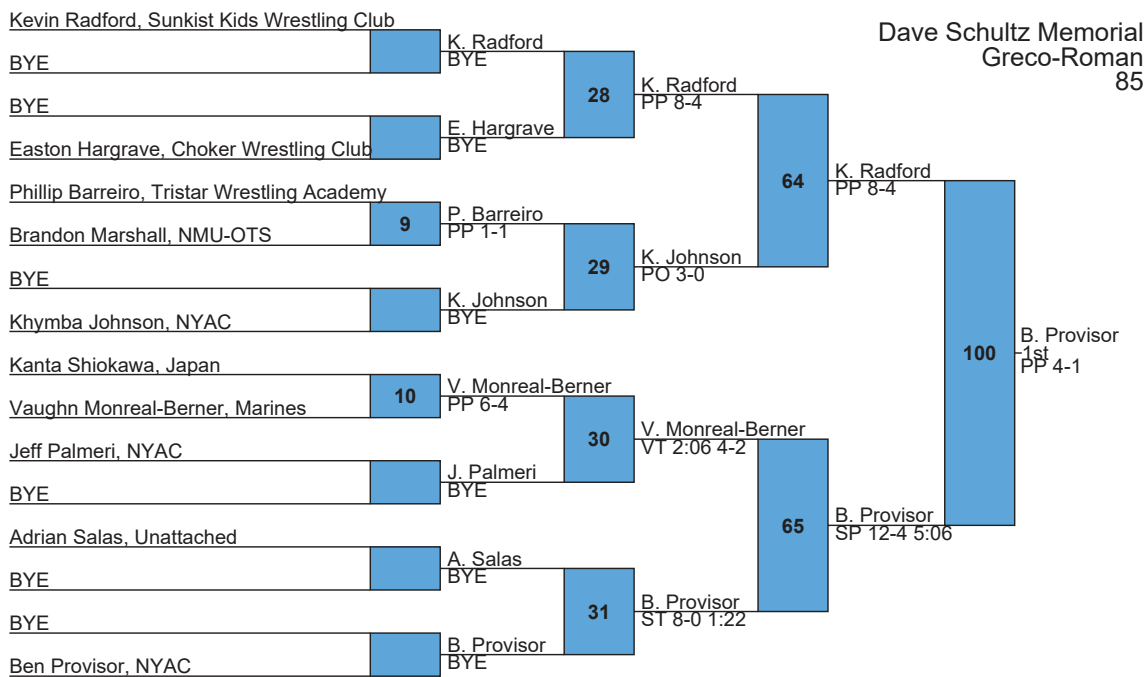 Dave Schultz Memorial
Greco-Roman
85
Kevin Radford, Sunkist Kids Wrestling Club
BYE
BYE
Easton Hargrave, Choker Wrestling Club
Phillip Barreiro, Tristar Wrestling Academy
Brandon Marshall, NMU-OTS
BYE
Khymba Johnson, NYAC
Kanta Shiokawa, Japan
Vaughn Monreal-Berner, Marines
Jeff Palmeri, NYAC
BYE
Adrian Salas, Unattached
BYE
BYE
Ben Provisor, NYAC
9
10
K. Radford
BYE
E. Hargrave
BYE
P. Barreiro
PP 1-1
K. Johnson
BYE
V. Monreal-Berner
PP 6-4
J. Palmeri
BYE
A. Salas
BYE
B. Provisor
BYE
28
29
30
31
K. Radford
PP 8-4
K. Johnson
PO 3-0
V. Monreal-Berner
VT 2:06 4-2
B. Provisor
ST 8-0 1:22
64
65
K. Radford
PP 8-4
B. Provisor
SP 12-4 5:06
100
B. Provisor
1st
PP 4-1